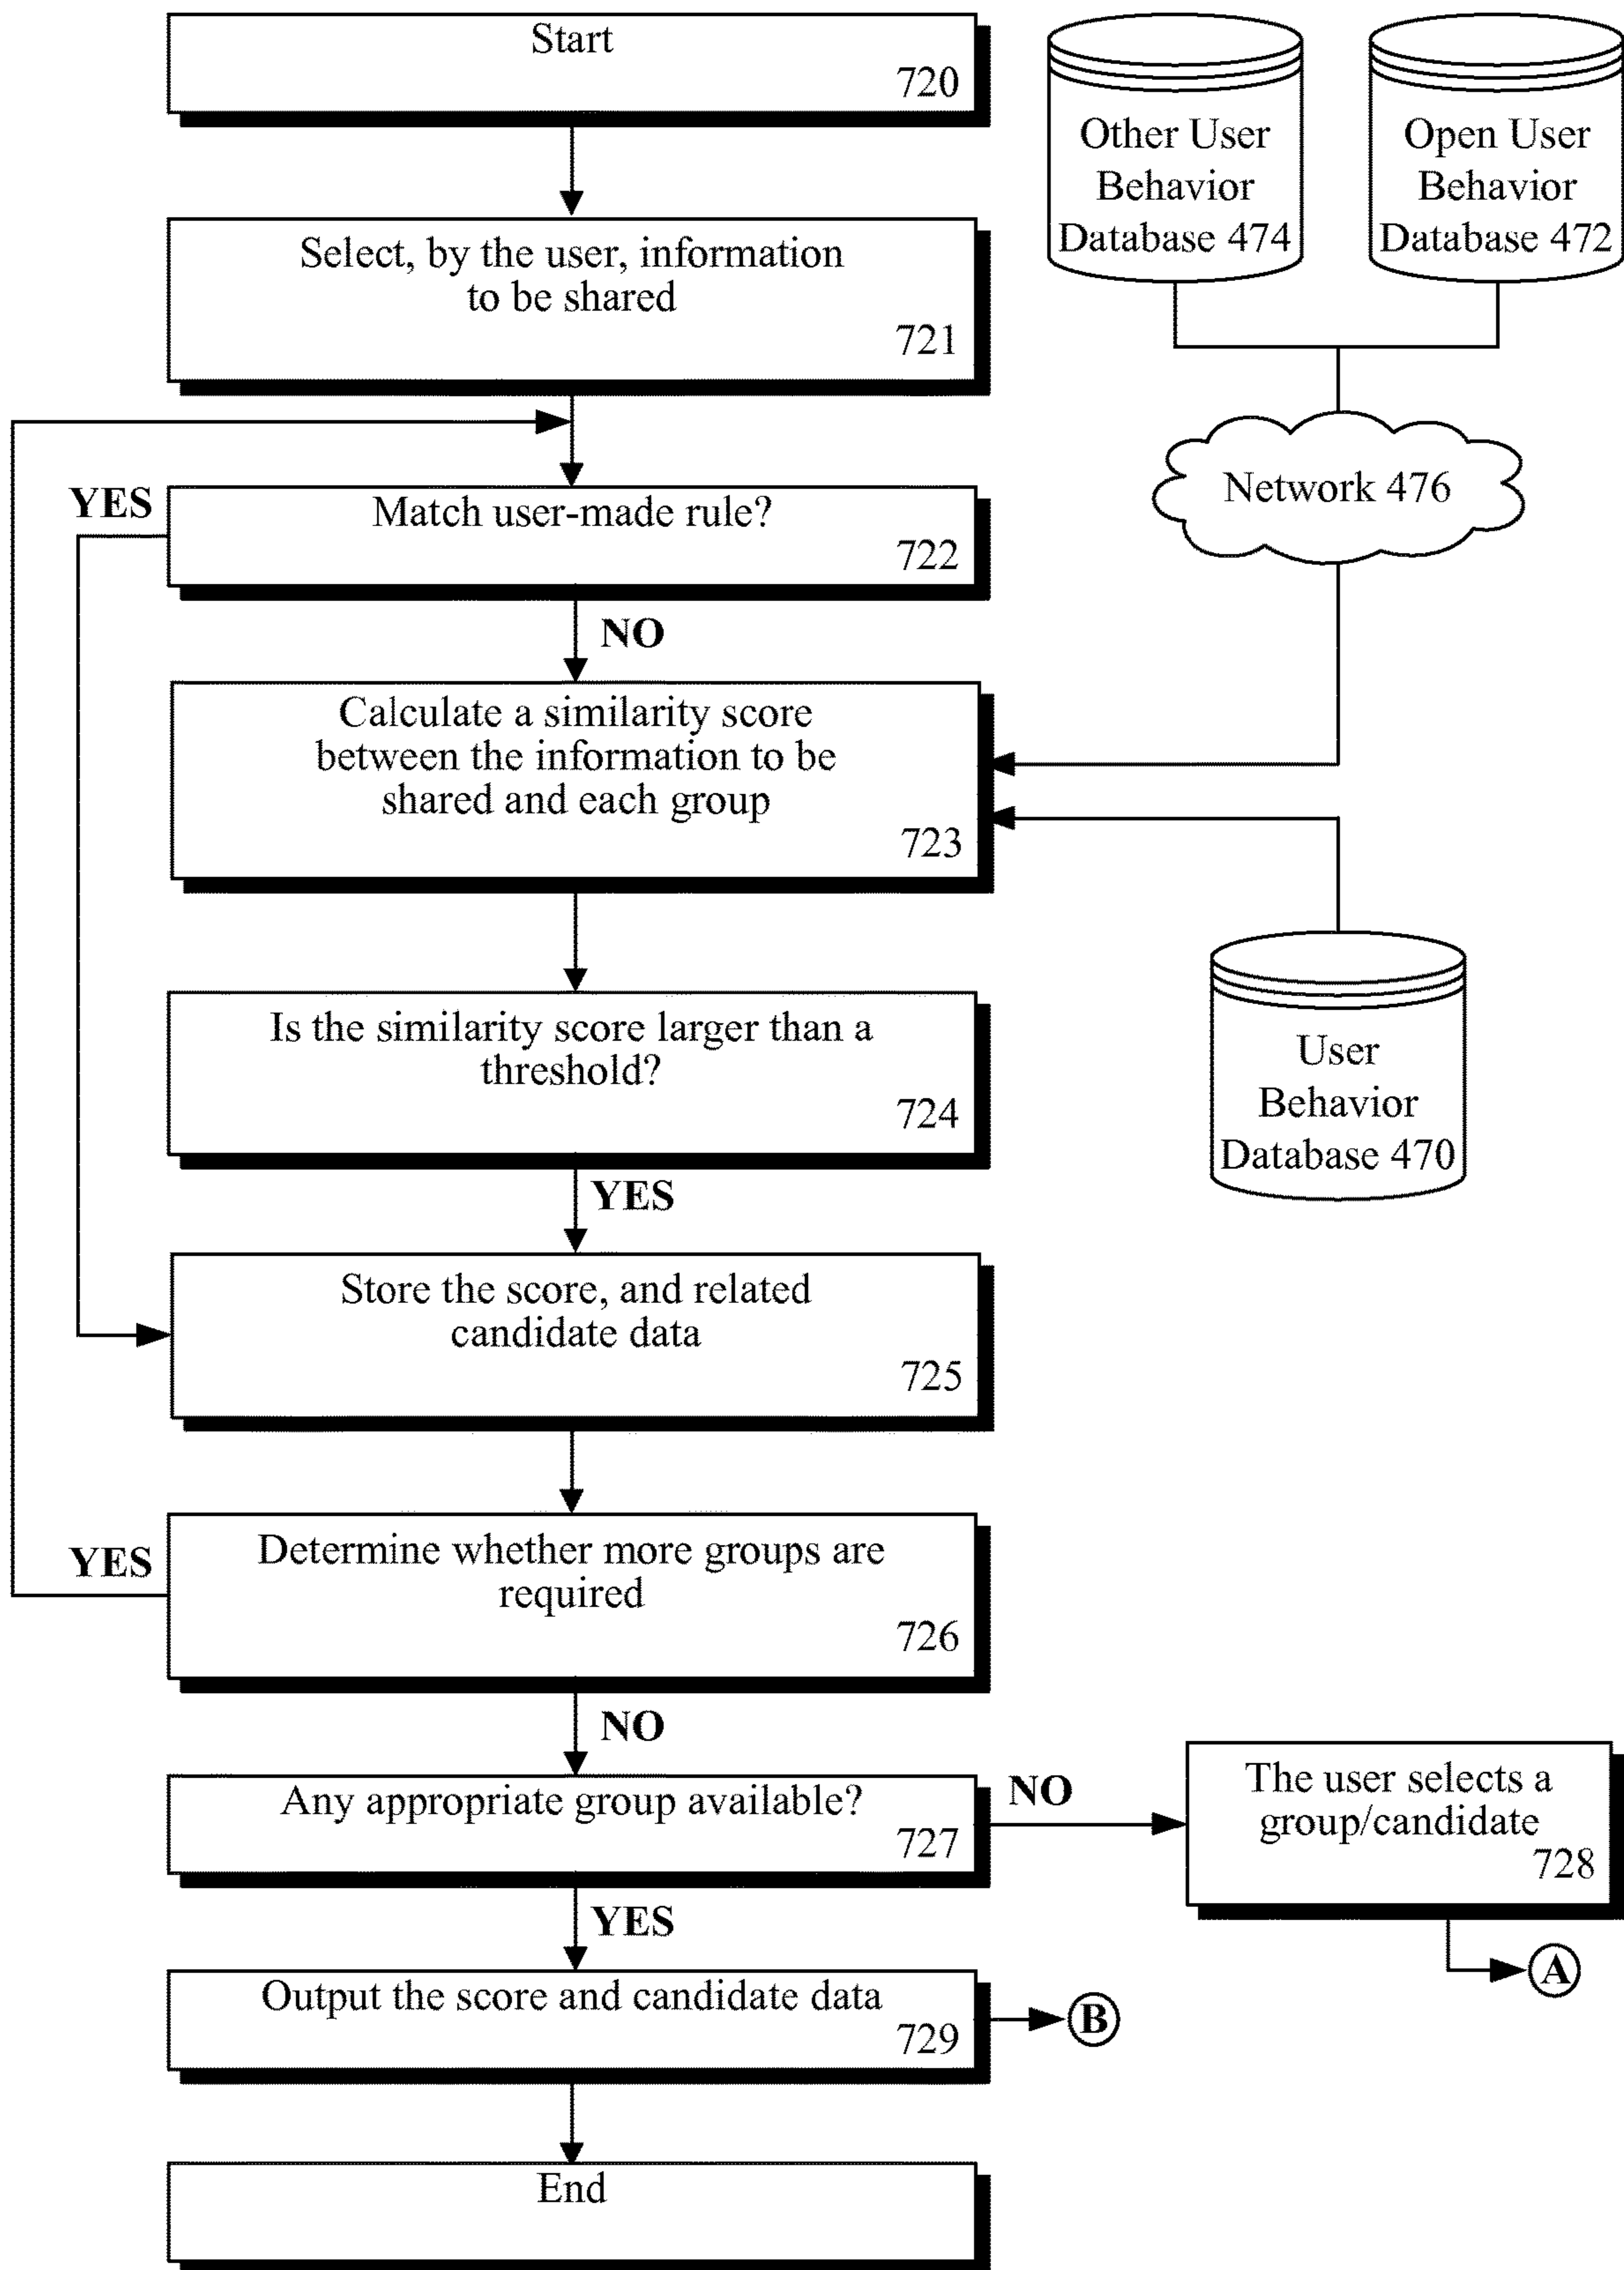 Start
720
Other User
Behavior
Database 474
Open User
Behavior
Database 472
Select, by the user, information
to be shared
721
Network 476
YES
Match user-made rule?
722
NO
Calculate a similarity score
between the information to be
shared and each group
723
Is the similarity score larger than a
threshold?
724
User
Behavior
Database 470
YES
Store the score, and related
candidate data
725
YES
Determine whether more groups are
required
726
NO
Any appropriate group available?
727
NO
The user selects a
group/candidate
728
A
YES
Output the score and candidate data
729
B
End